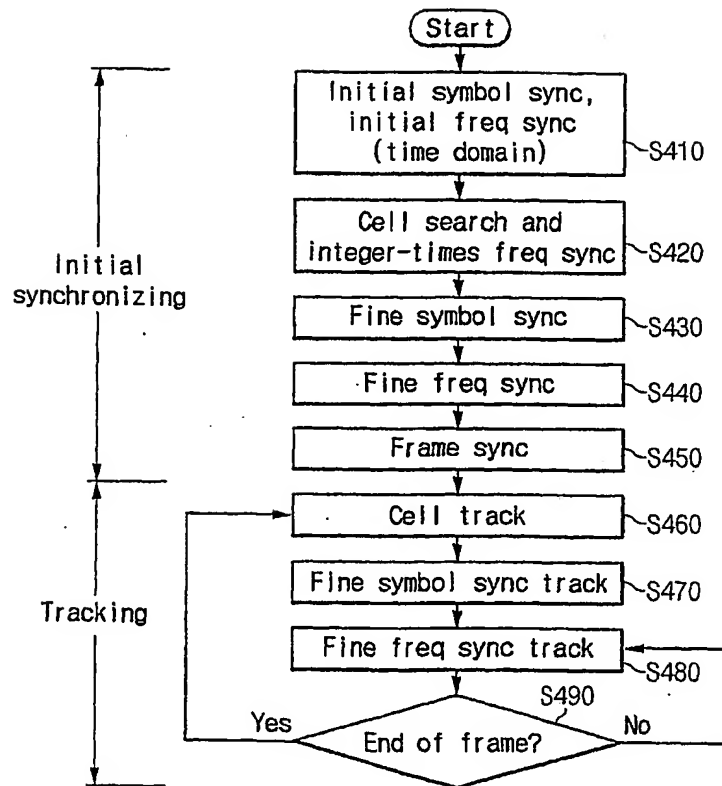 Start
Initial symbol sync,
initial freq sync
(time domain)
S410
Cell search and
integer-times freq sync
S420
Initial
synchronizing
Fine symbol sync
S430
Fine freq sync
S440
Frame sync
S450
Cell track
S460
Fine symbol sync track
S470
Tracking
Fine freq sync track
S480
S490
Yes
End of frame?
No